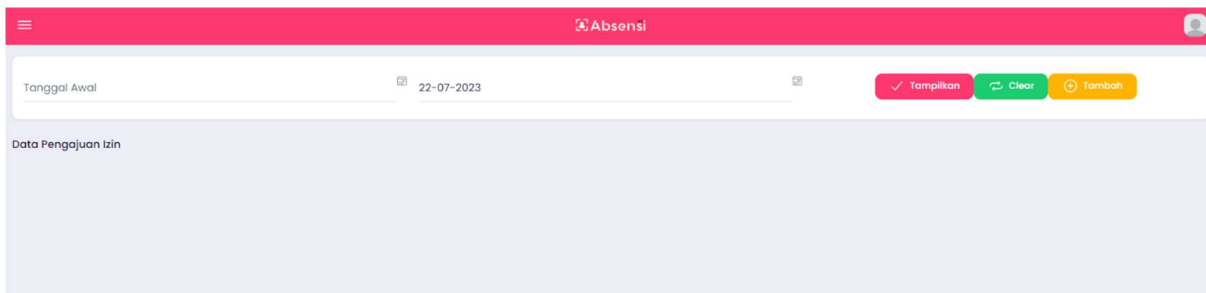 Absensi
Tanggal Awal
22-07-2023
Tampilkan
Clear
Tambah
Data Pengajuan Izin